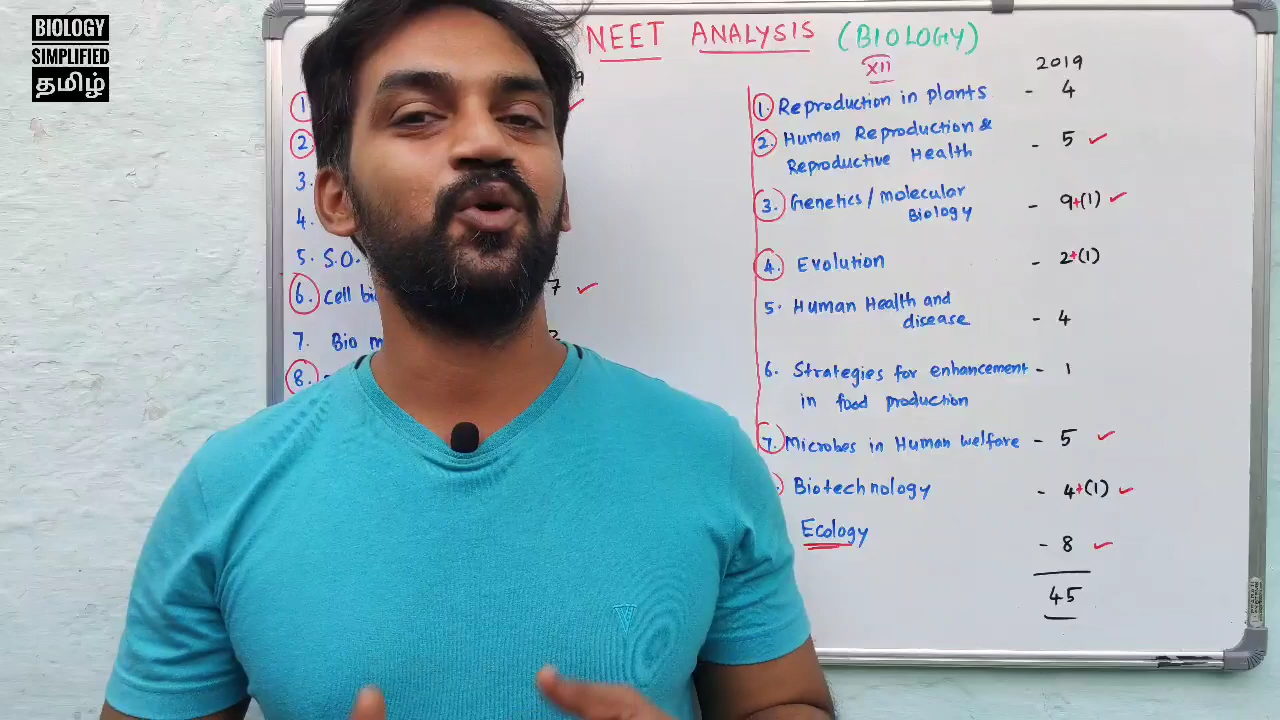 BIOLOGY
SIMPLIFIED
தமிழ்
NEET ANALYSIS (BIOLOGY)
XII
2019
1. Reproduction in plants - 4
2. Human Reproduction &
Reproductive Health - 5 ✓
3. Genetics / molecular
Biology - 9+(1) ✓
4. Evolution - 2+(1)
5. Human Health and
disease - 4
6. Strategies for enhancement - 1
in food production
7. Microbes in Human welfare - 5 ✓
Biotechnology - 4+(1) ✓
Ecology - 8 ✓
45
9
1
2
3.
4.
5. S.O.
6. Cell bi
7 ✓
7. Bio m
8.